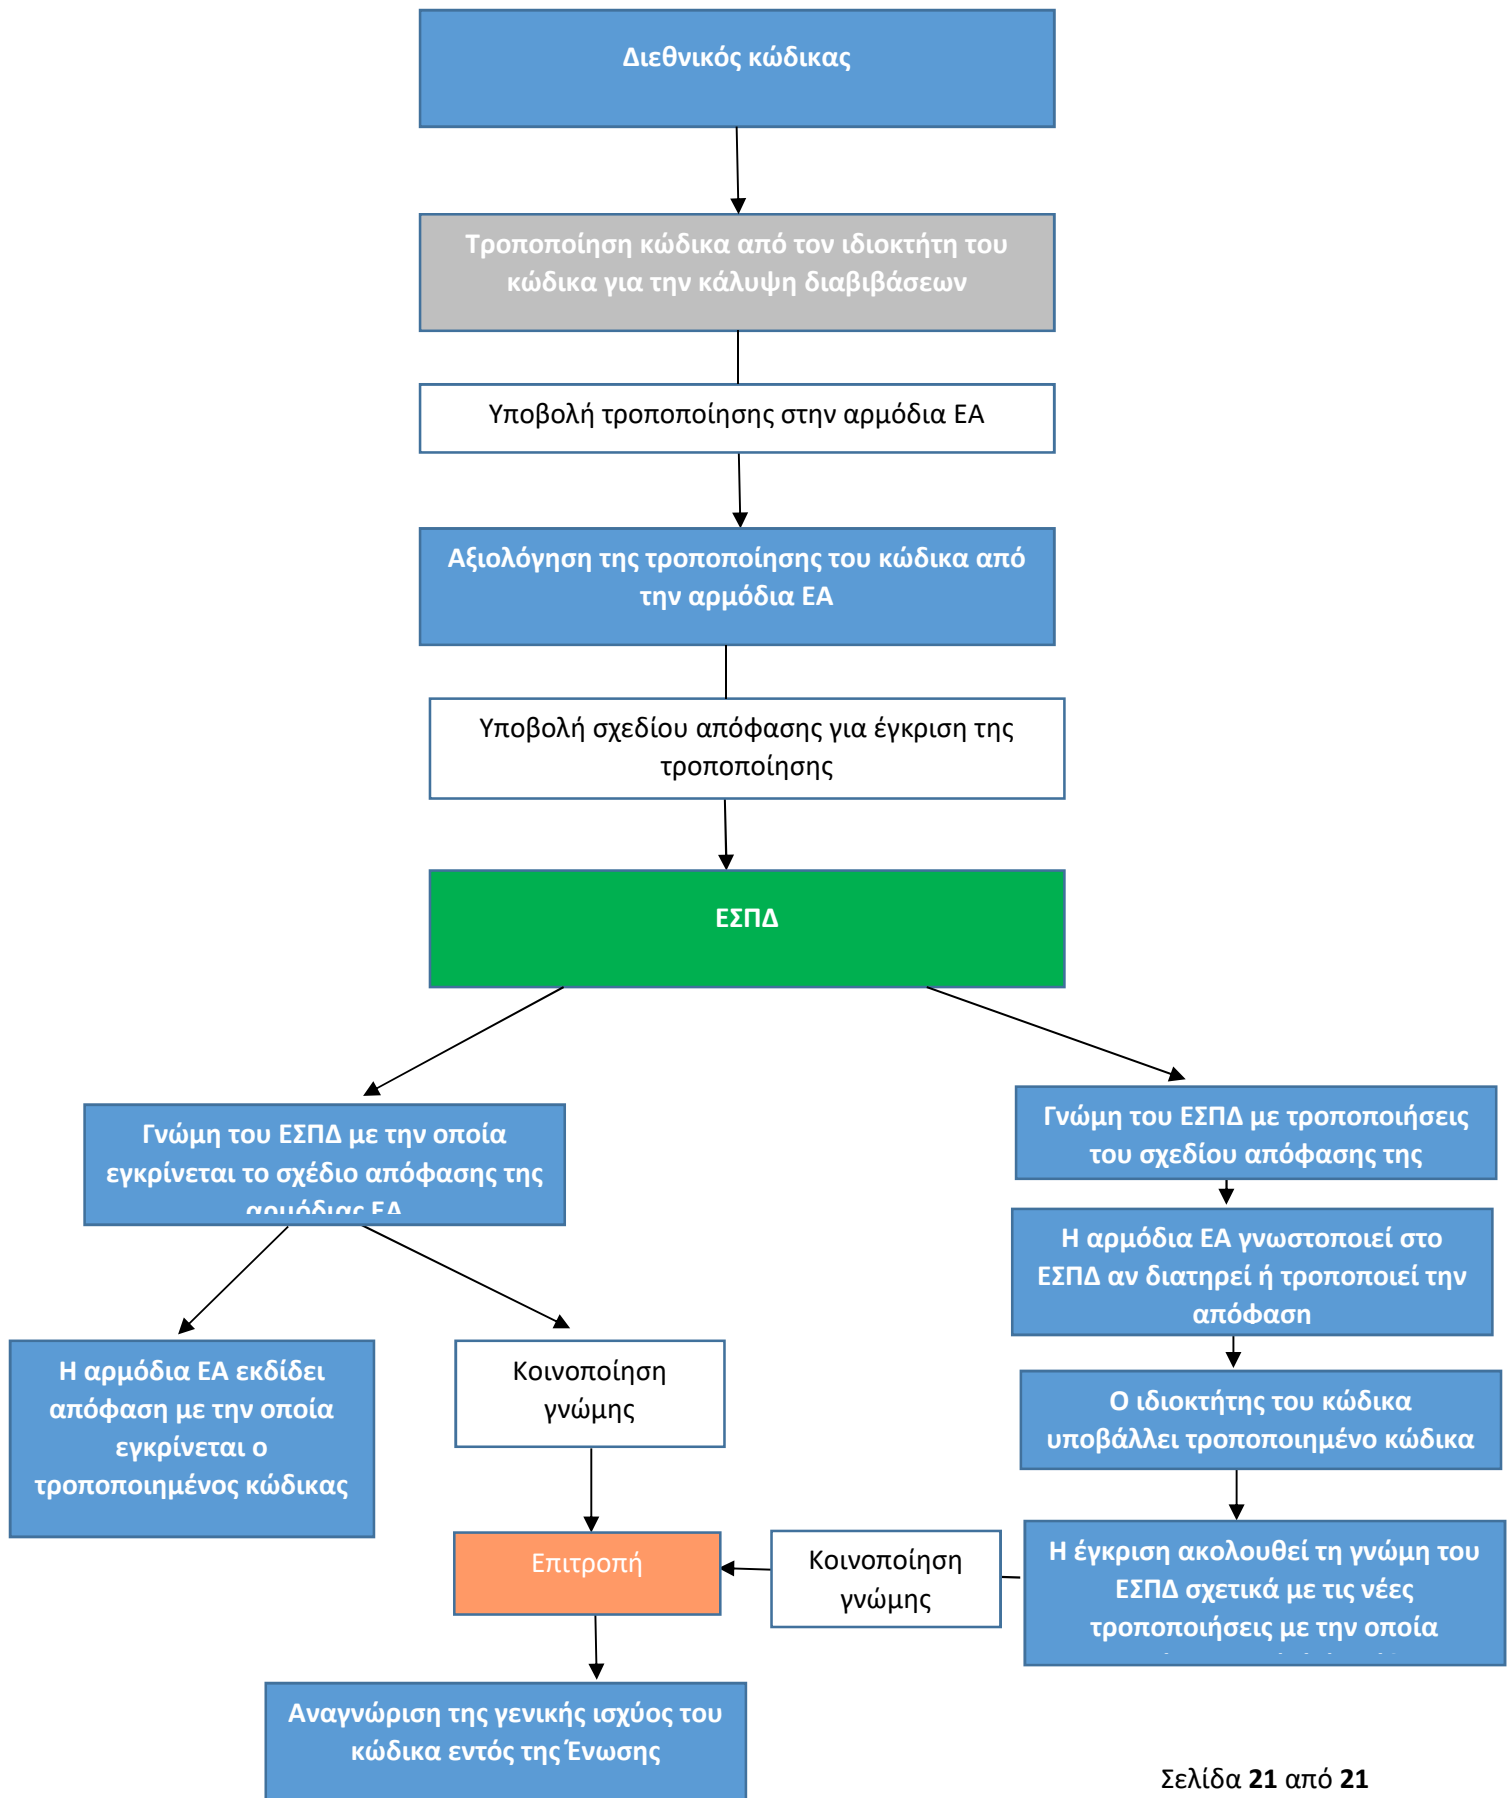 Διεθνικός κώδικας
Τροποποίηση κώδικα από τον ιδιοκτήτη του
κώδικα για την κάλυψη διαβιβάσεων
Υποβολή τροποποίησης στην αρμόδια ΕΑ
Αξιολόγηση της τροποποίησης του κώδικα από
την αρμόδια ΕΑ
Υποβολή σχεδίου απόφασης για έγκριση της
τροποποίησης
ΕΣΠΔ
Γνώμη του ΕΣΠΔ με την οποία
εγκρίνεται το σχέδιο απόφασης της
αρμόδιας ΕΑ
Γνώμη του ΕΣΠΔ με τροποποιήσεις
του σχεδίου απόφασης της
Η αρμόδια ΕΑ γνωστοποιεί στο
ΕΣΠΔ αν διατηρεί ή τροποποιεί την
απόφαση
Η αρμόδια ΕΑ εκδίδει
απόφαση με την οποία
εγκρίνεται ο
τροποποιημένος κώδικας
Κοινοποίηση
γνώμης
Ο ιδιοκτήτης του κώδικα
υποβάλλει τροποποιημένο κώδικα
Επιτροπή
Κοινοποίηση
γνώμης
Η έγκριση ακολουθεί τη γνώμη του
ΕΣΠΔ σχετικά με τις νέες
τροποποιήσεις με την οποία
Αναγνώριση της γενικής ισχύος του
κώδικα εντός της Ένωσης
Σελίδα 21 από 21